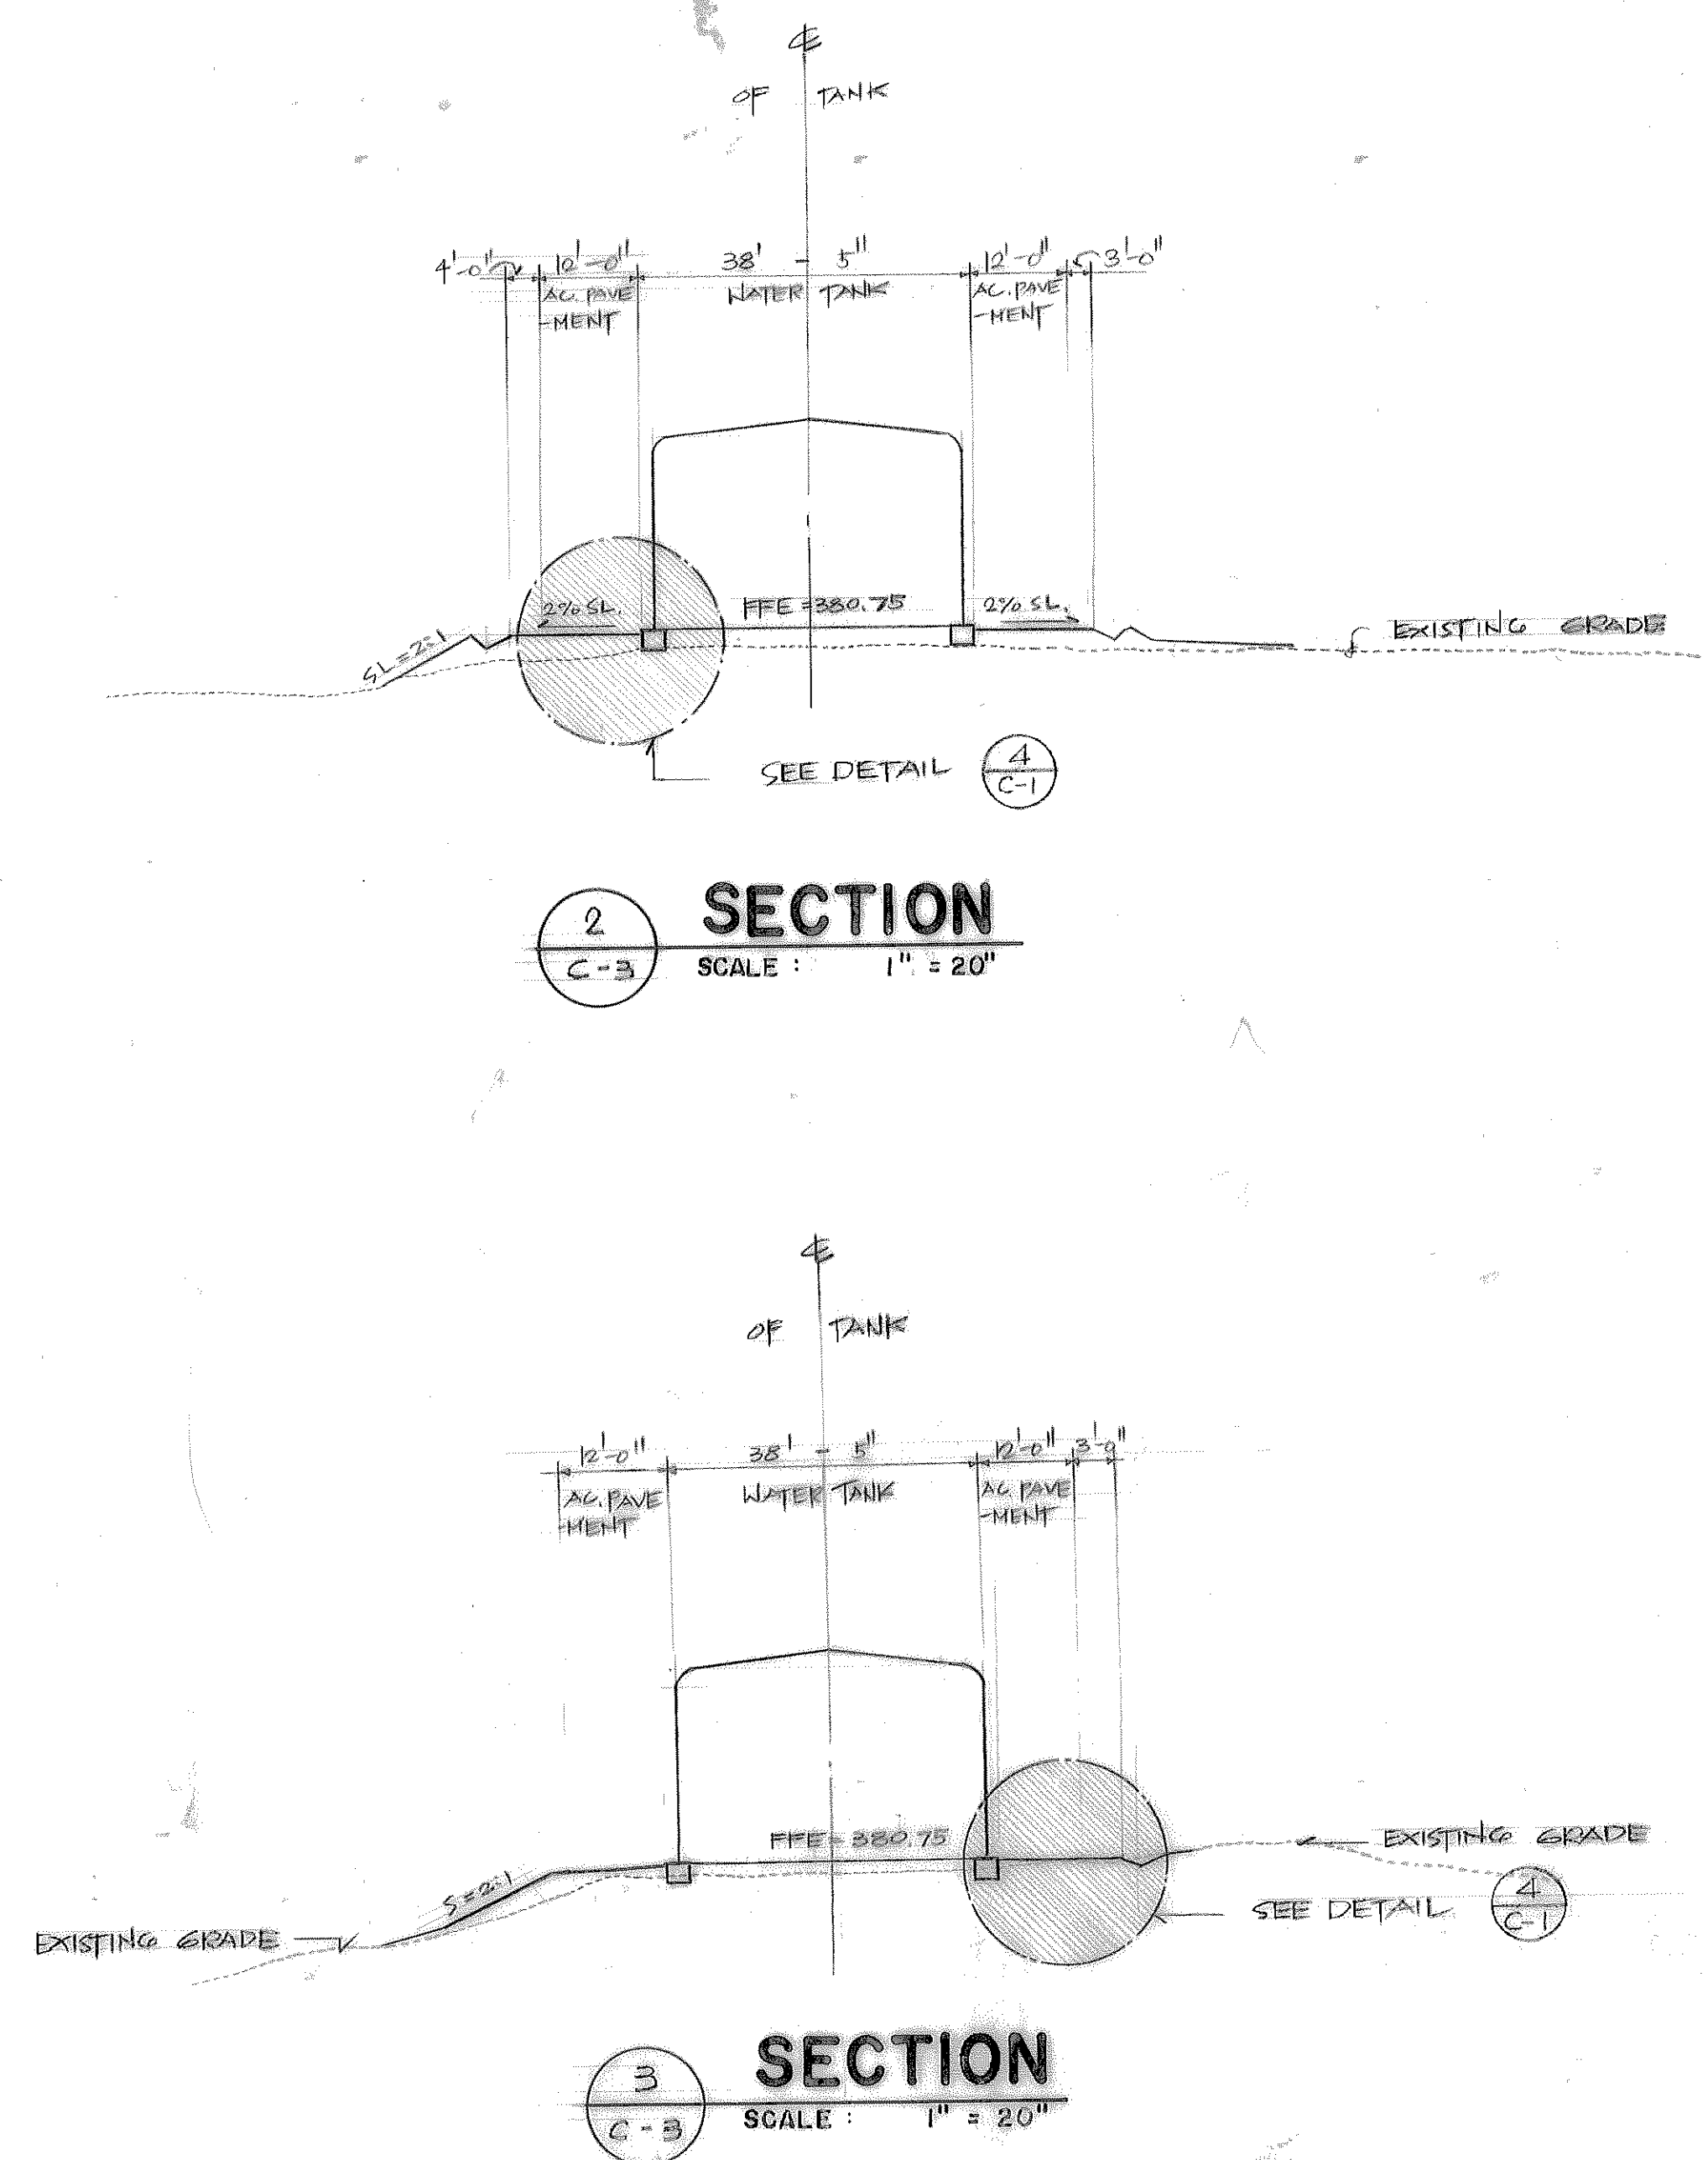 ℄
OF TANK
4'-0" 12'-0" 38' - 5" 12'-0" 3'-0"
AC. PAVE WATER TANK AC. PAVE
-MENT -MENT
2% SL. FFE = 380.75 2% SL.
SL = 2:1
EXISTING GRADE
SEE DETAIL 4
C-1
2 SECTION
C-3 SCALE : 1" = 20"
℄
OF TANK
12'-0" 38' - 5" 12'-0" 3'-0"
AC. PAVE WATER TANK AC. PAVE
-MENT -MENT
FFE = 380.75
EXISTING GRADE
S = 2:1
SEE DETAIL 4
C-1
EXISTING GRADE
3 SECTION
C-3 SCALE : 1" = 20"